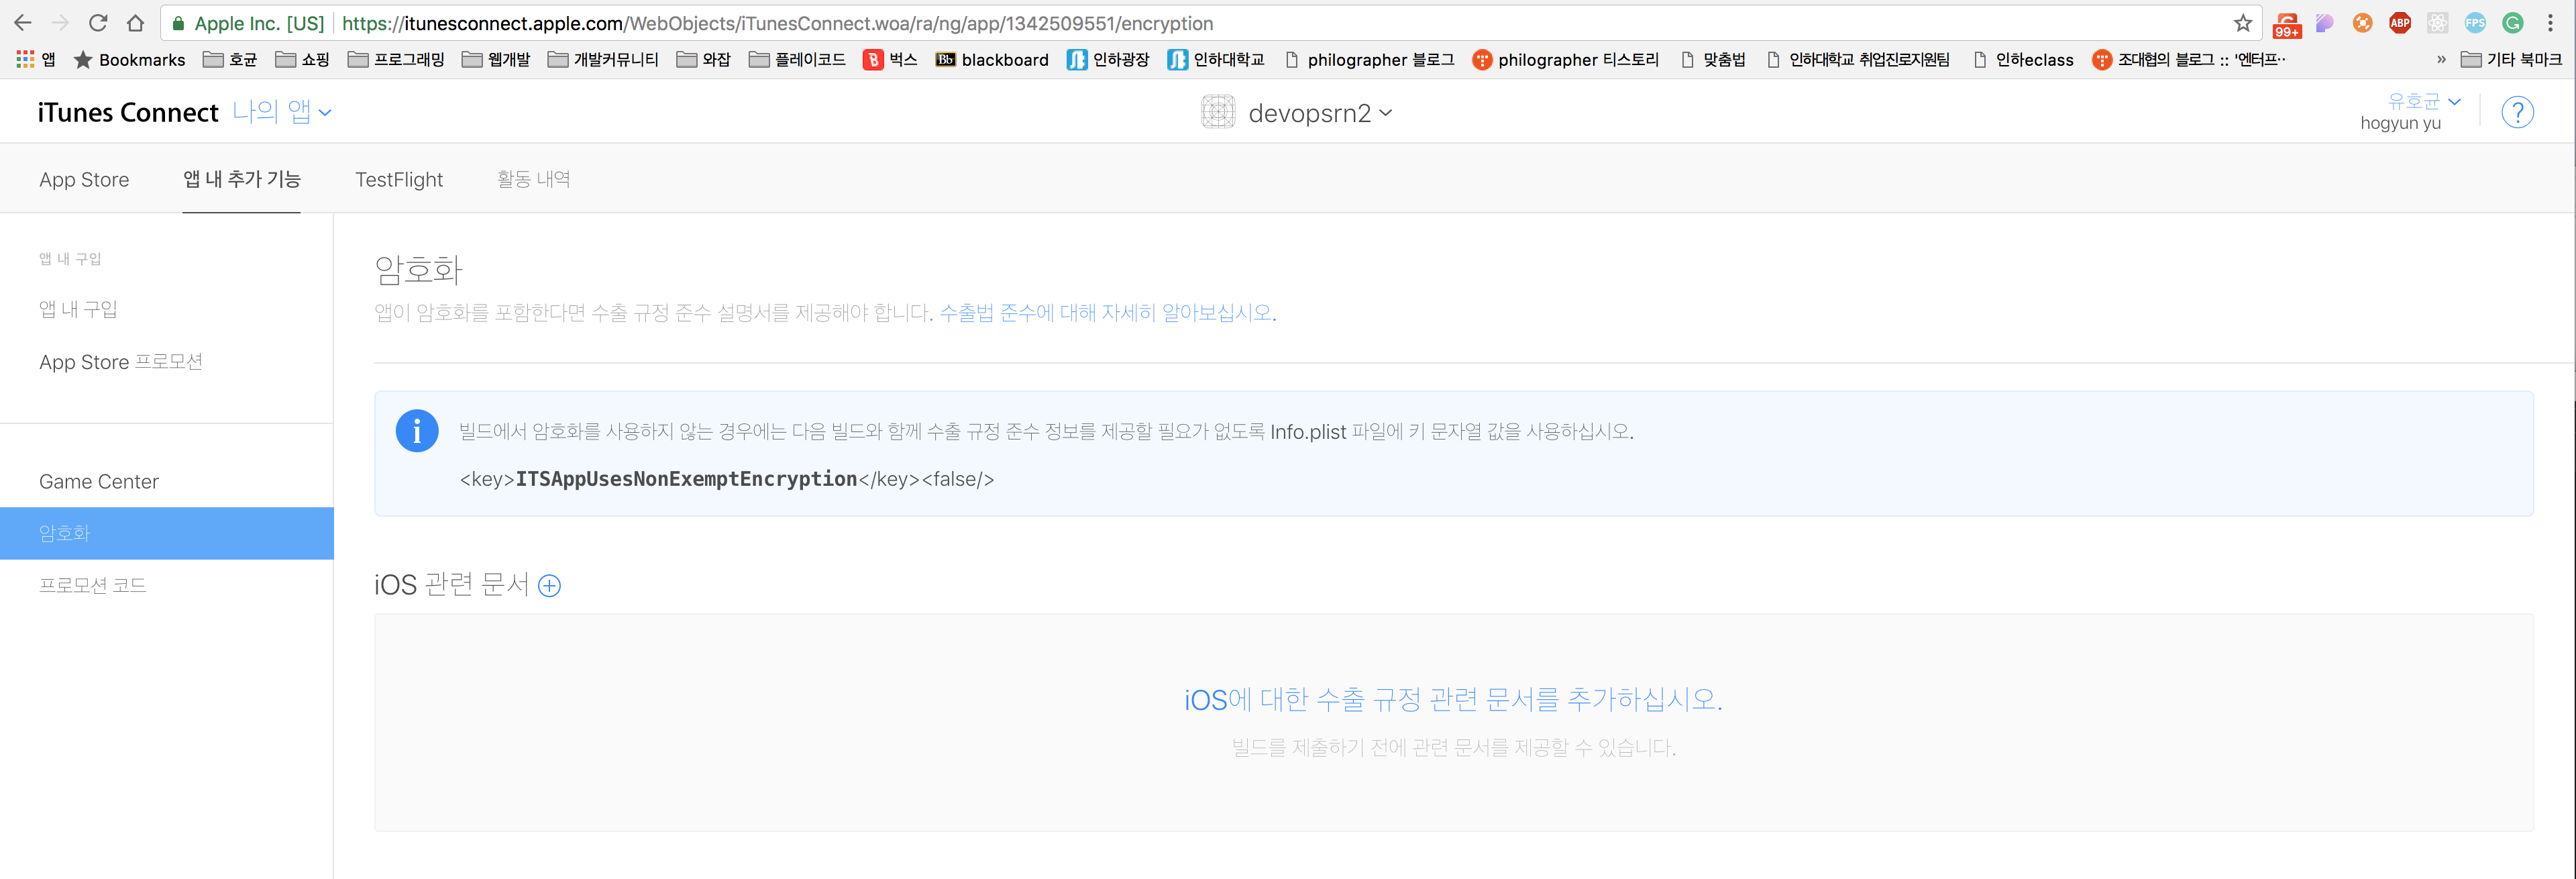 Apple Inc. [US] https://itunesconnect.apple.com/WebObjects/iTunesConnect.woa/ra/ng/app/1342509551/encryption 99+ ABP FPS G
앱 Bookmarks 호균 쇼핑 프로그래밍 웹개발 개발커뮤니티 와잡 플레이코드 B 벅스 Bb blackboard 인하광장 인하대학교 philographer 블로그 philographer 티스토리 맞춤법 인하대학교 취업진로지원팀 인하eclass 조대협의 블로그 :: '엔터프… » 기타 북마크
iTunes Connect 나의 앱 devopsrn2 유호균 ?
hogyun yu
App Store 앱 내 추가 기능 TestFlight 활동 내역
앱 내 구입
앱 내 구입
App Store 프로모션
Game Center
암호화
프로모션 코드
암호화
앱이 암호화를 포함한다면 수출 규정 준수 설명서를 제공해야 합니다. 수출법 준수에 대해 자세히 알아보십시오.
i 빌드에서 암호화를 사용하지 않는 경우에는 다음 빌드와 함께 수출 규정 준수 정보를 제공할 필요가 없도록 Info.plist 파일에 키 문자열 값을 사용하십시오.
<key>ITSAppUsesNonExemptEncryption</key><false/>
iOS 관련 문서
iOS에 대한 수출 규정 관련 문서를 추가하십시오.
빌드를 제출하기 전에 관련 문서를 제공할 수 있습니다.